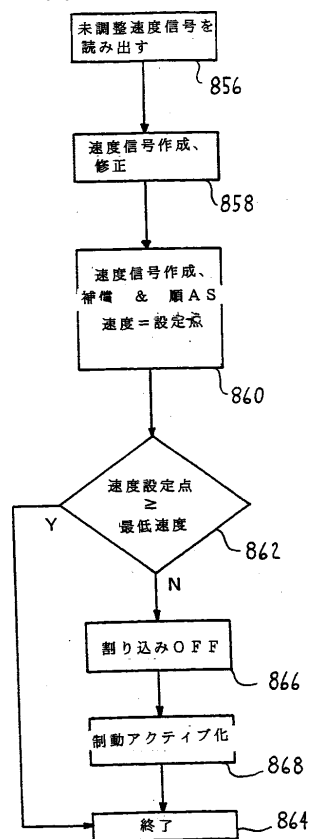 未調整速度信号を
読み出す
856
速度信号作成、
修正
858
速度信号作成、
補償 & 順AS
速度=設定点
860
速度設定点
≧
最低速度
862
Y
N
割り込みOFF
866
制動アクティブ化
868
終了
864